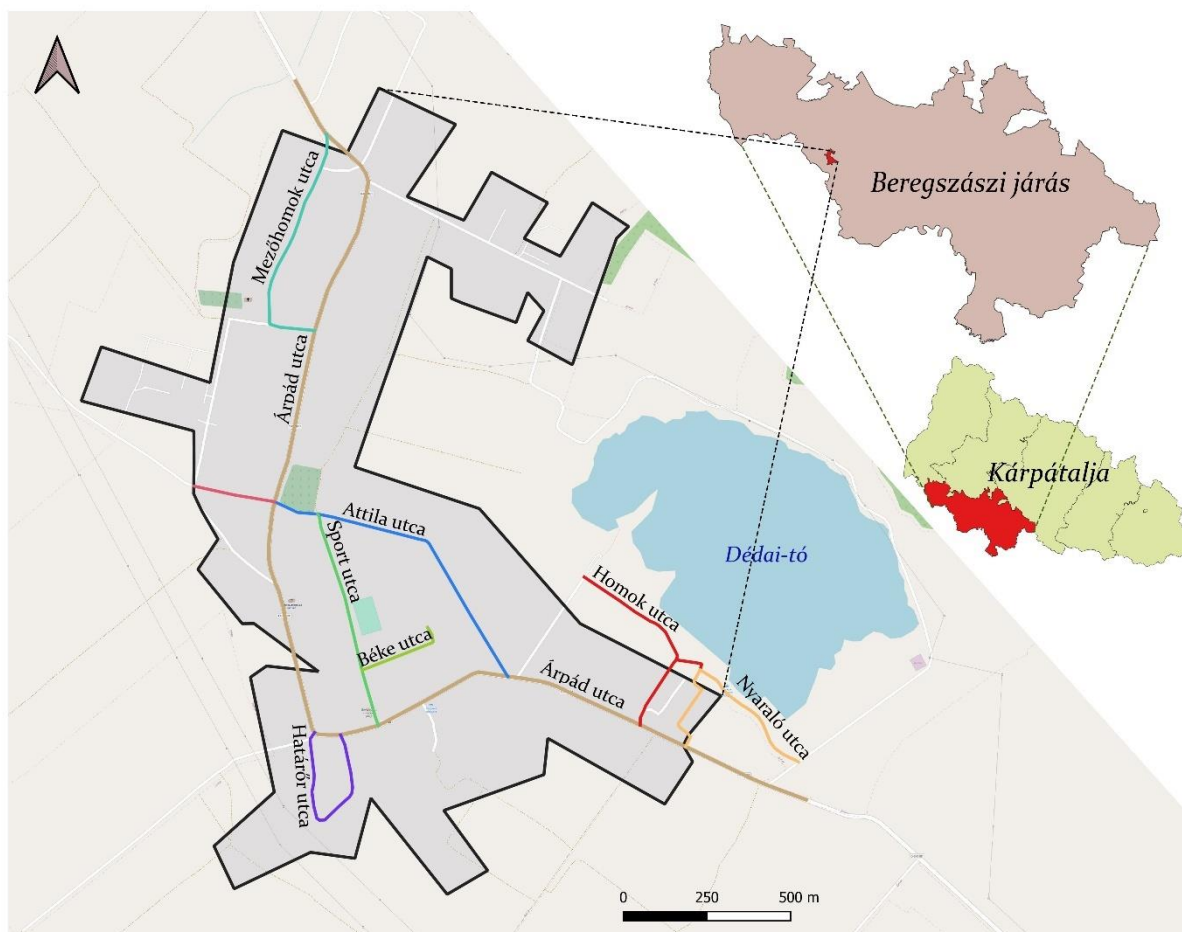 Mezőhomok utca
Árpád utca
Attila utca
Sport utca
Béke utca
Határőr utca
Árpád utca
Homok utca
Nyaraló utca
Dédai-tó
Beregszászi járás
Kárpátalja
0 250 500 m